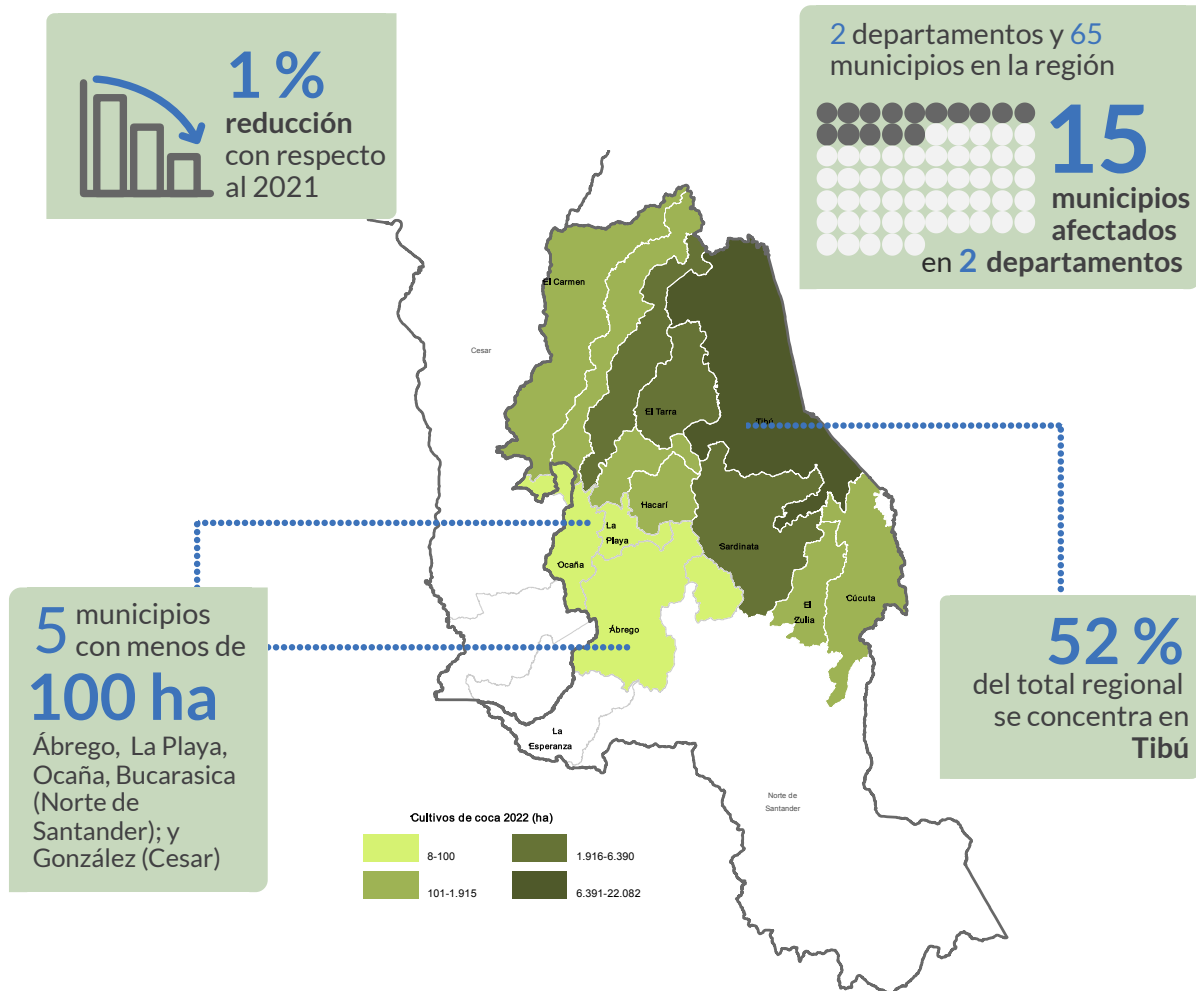 1 %
reducción
con respecto
al 2021
2 departamentos y 65
municipios en la región
15
municipios
afectados
en 2 departamentos
El Carmen
Cesar
El Tarra
Tibú
Hacarí
La
Playa
Sardinata
Ocaña
El
Zulia
Cúcuta
Ábrego
La
Esperanza
Norte de
Santander
5 municipios
con menos de
100 ha
Ábrego, La Playa,
Ocaña, Bucarasica
(Norte de
Santander); y
González (Cesar)
52 %
del total regional
se concentra en
Tibú
Cultivos de coca 2022 (ha)
8-100
1.916-6.390
101-1.915
6.391-22.082